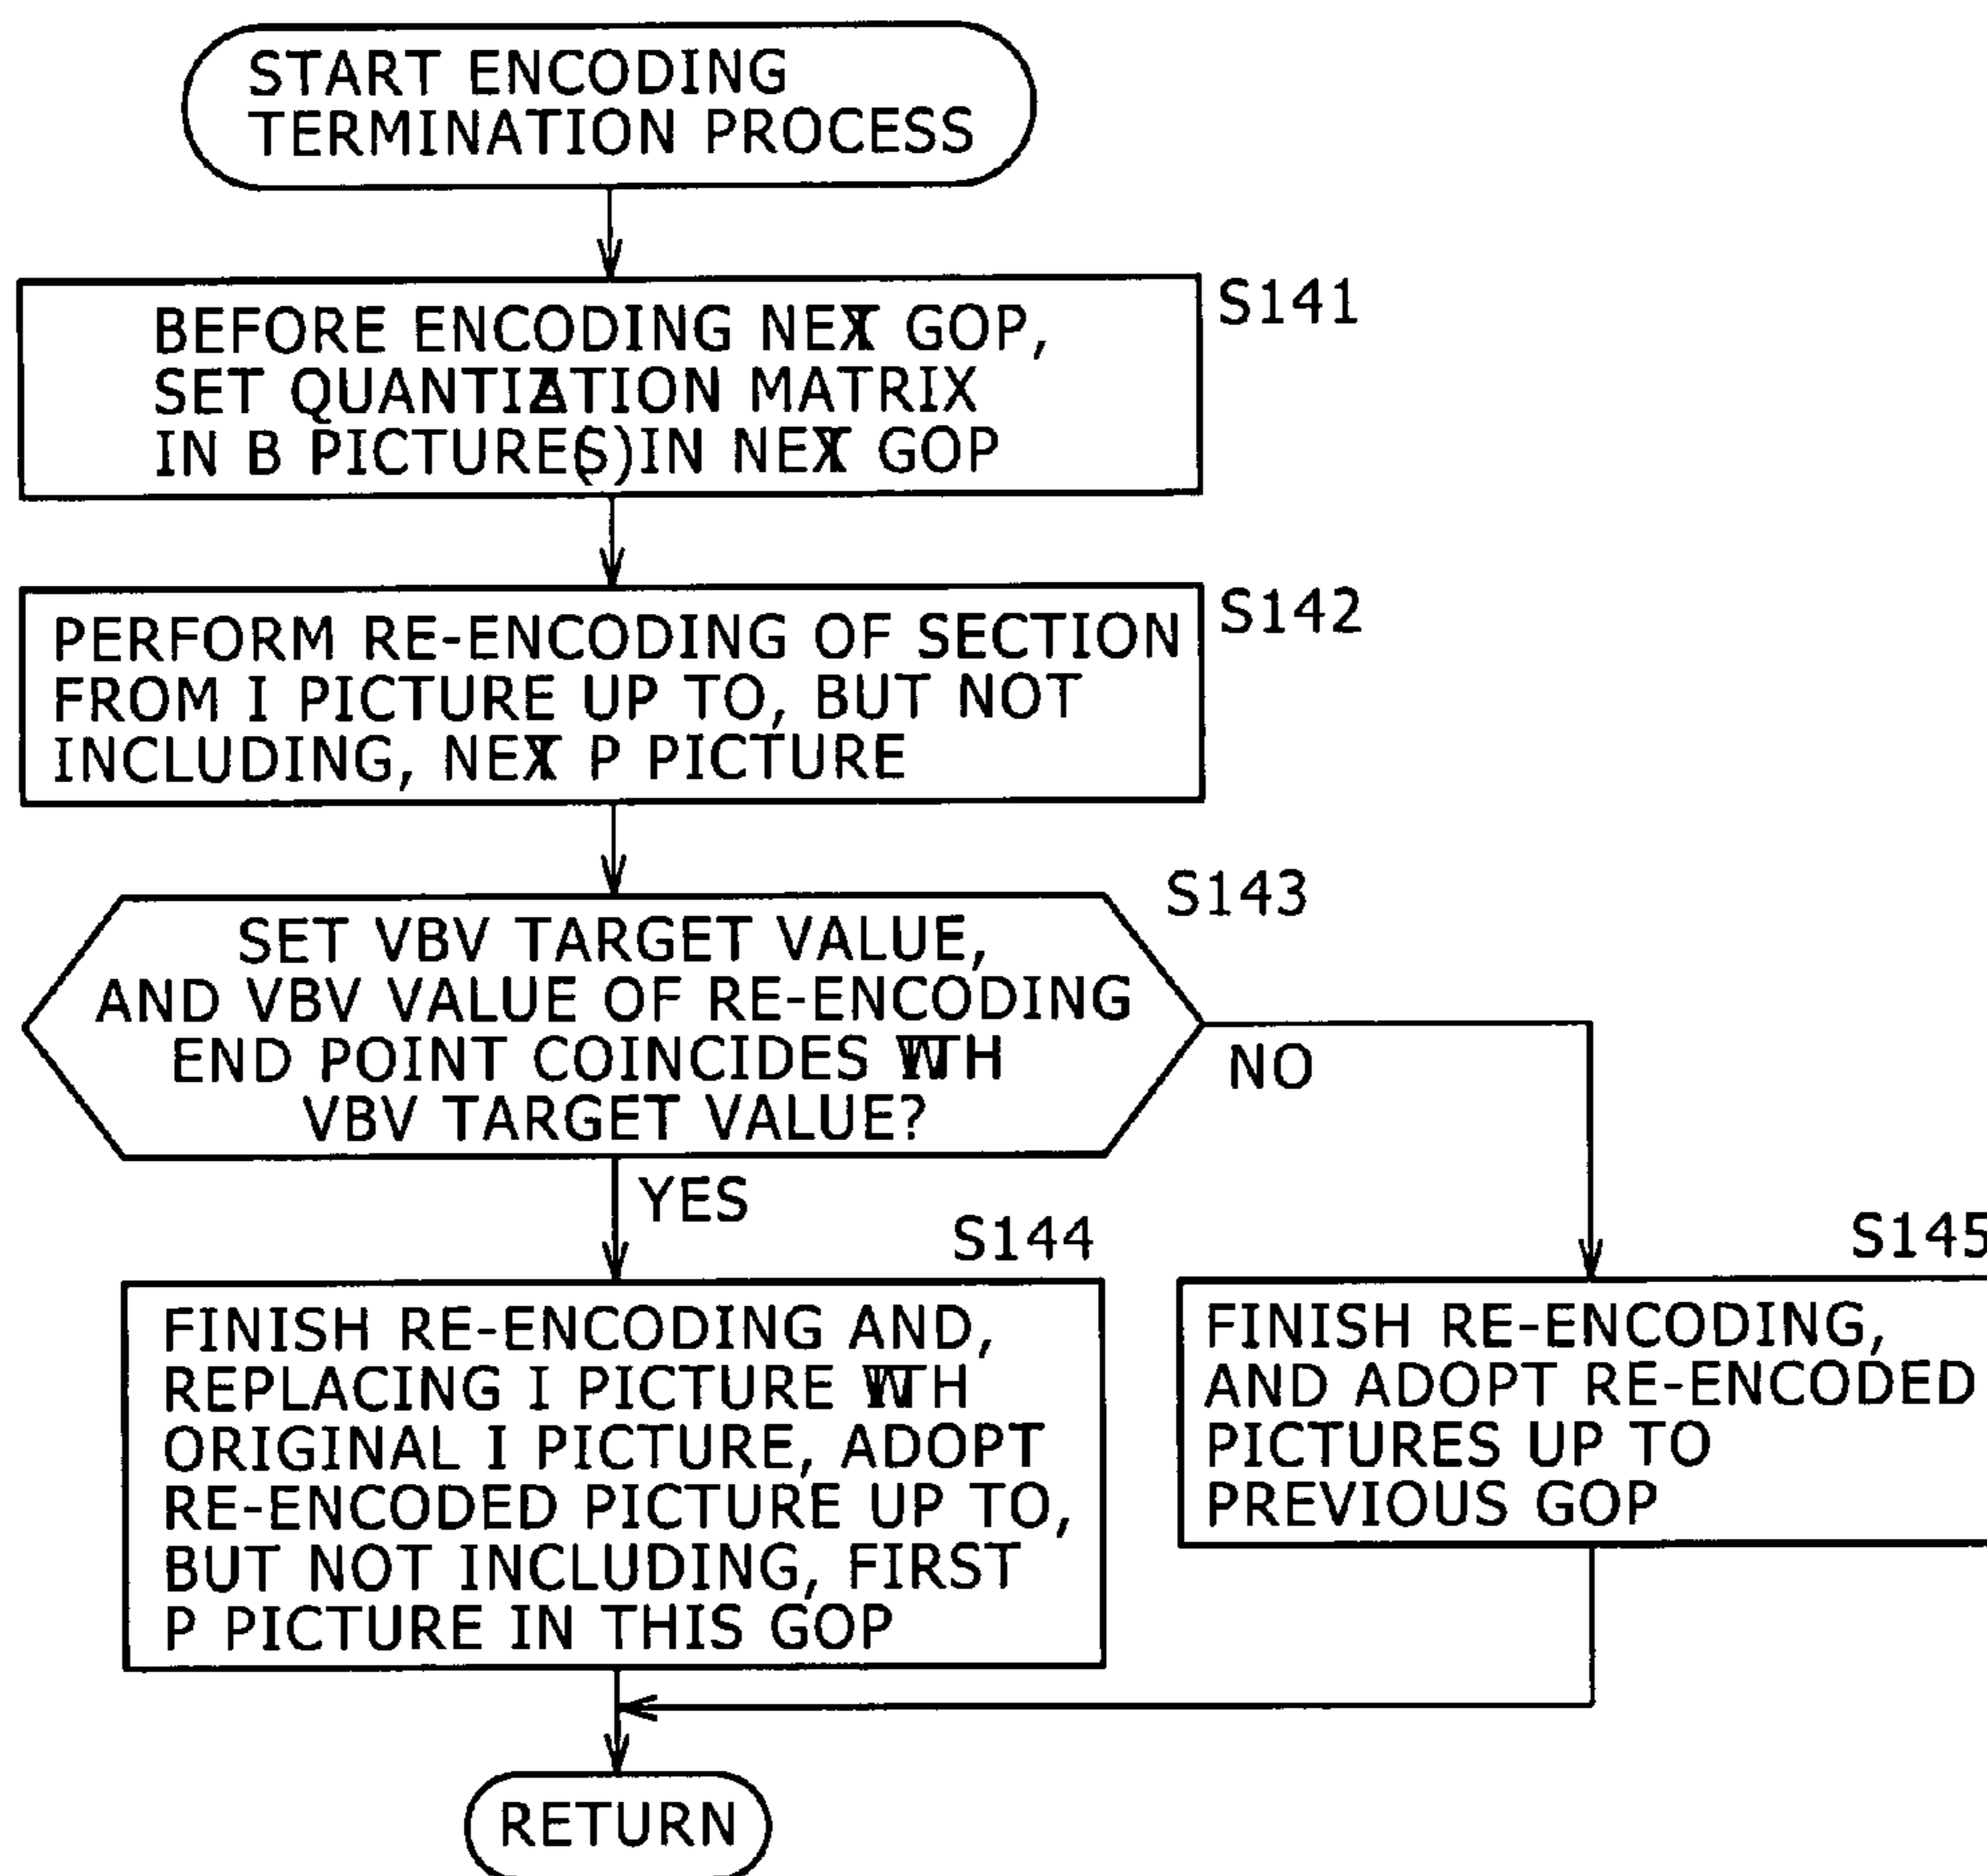 START ENCODING
TERMINATION PROCESS
S141
BEFORE ENCODING NEXT GOP,
SET QUANTIZATION MATRIX
IN B PICTURE(S) IN NEXT GOP
S142
PERFORM RE-ENCODING OF SECTION
FROM I PICTURE UP TO, BUT NOT
INCLUDING, NEXT P PICTURE
S143
SET VBV TARGET VALUE,
AND VBV VALUE OF RE-ENCODING
END POINT COINCIDES WITH
VBV TARGET VALUE?
NO
YES
S144
FINISH RE-ENCODING AND,
REPLACING I PICTURE WITH
ORIGINAL I PICTURE, ADOPT
RE-ENCODED PICTURE UP TO,
BUT NOT INCLUDING, FIRST
P PICTURE IN THIS GOP
S145
FINISH RE-ENCODING,
AND ADOPT RE-ENCODED
PICTURES UP TO
PREVIOUS GOP
RETURN